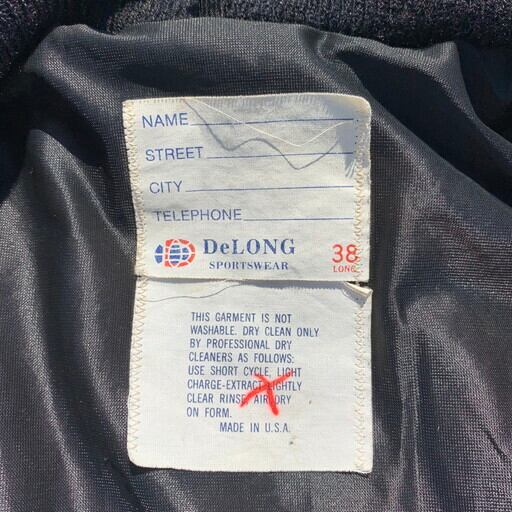 NAME
STREET
CITY
TELEPHONE
DeLONG
SPORTSWEAR
38
LONG
THIS GARMENT IS NOT
WASHABLE. DRY CLEAN ONLY
BY PROFESSIONAL DRY
CLEANERS AS FOLLOWS:
USE SHORT CYCLE, LIGHT
CHARGE-EXTRACT LIGHTLY
CLEAR RINSE, AIR DRY
ON FORM.
MADE IN U.S.A.